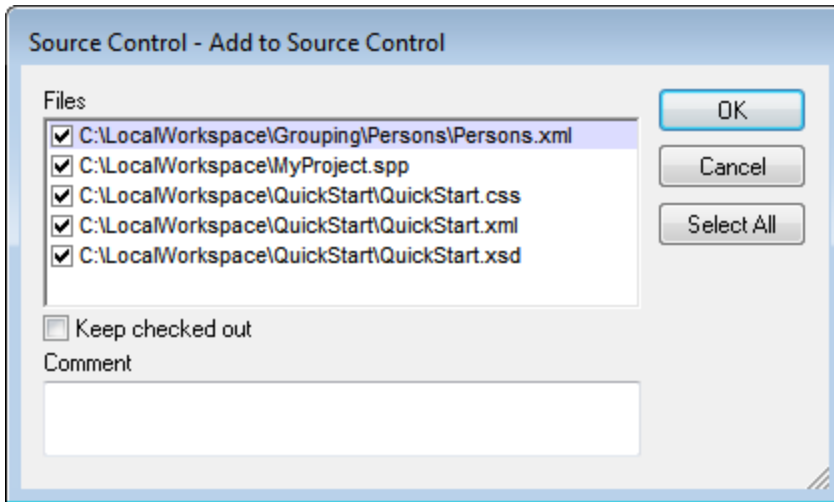 Source Control - Add to Source Control
Files
C:\LocalWorkspace\Grouping\Persons\Persons.xml
C:\LocalWorkspace\MyProject.spp
C:\LocalWorkspace\QuickStart\QuickStart.css
C:\LocalWorkspace\QuickStart\QuickStart.xml
C:\LocalWorkspace\QuickStart\QuickStart.xsd
OK
Cancel
Select All
Keep checked out
Comment